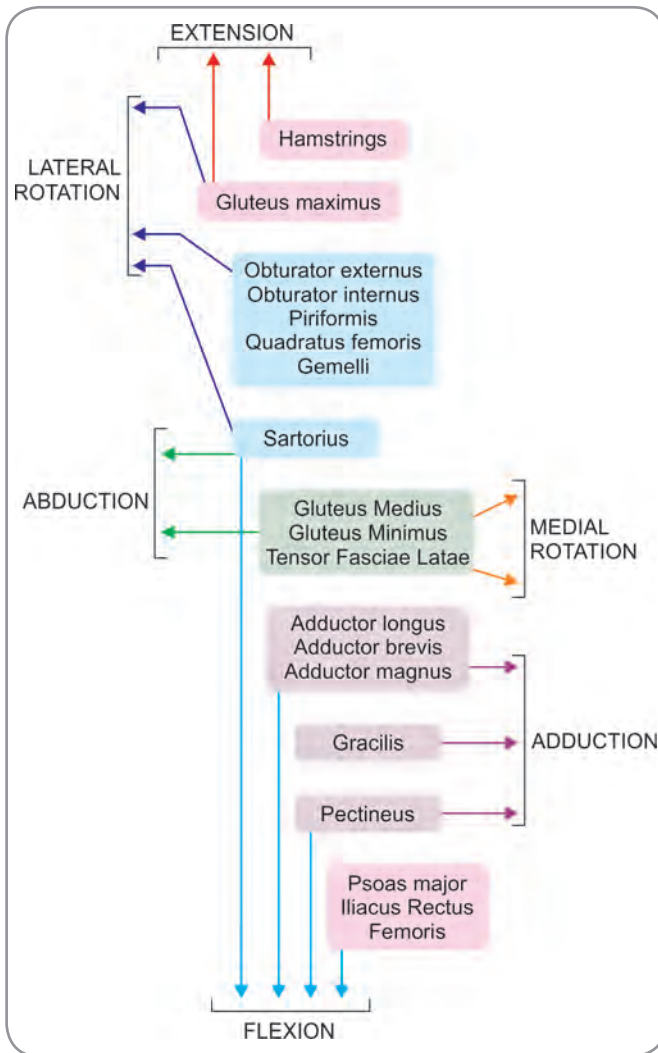 EXTENSION
Hamstrings
LATERAL
ROTATION
Gluteus maximus
Obturator externus
Obturator internus
Piriformis
Quadratus femoris
Gemelli
Sartorius
ABDUCTION
Gluteus Medius
Gluteus Minimus
Tensor Fasciae Latae
MEDIAL
ROTATION
Adductor longus
Adductor brevis
Adductor magnus
Gracilis
ADDUCTION
Pectineus
Psoas major
Iliacus Rectus
Femoris
FLEXION